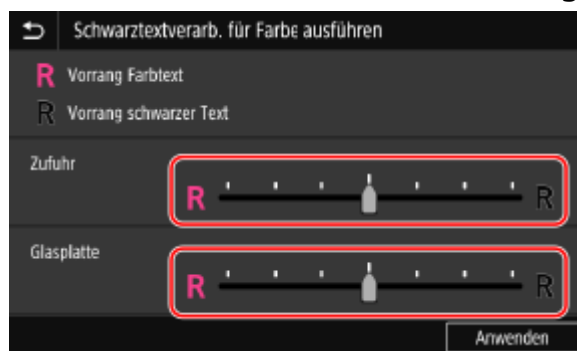 Schwarztextverarb. für Farbe ausführen
R Vorrang Farbtext
R Vorrang schwarzer Text
Zufuhr
R R
Glasplatte
R R
Anwenden